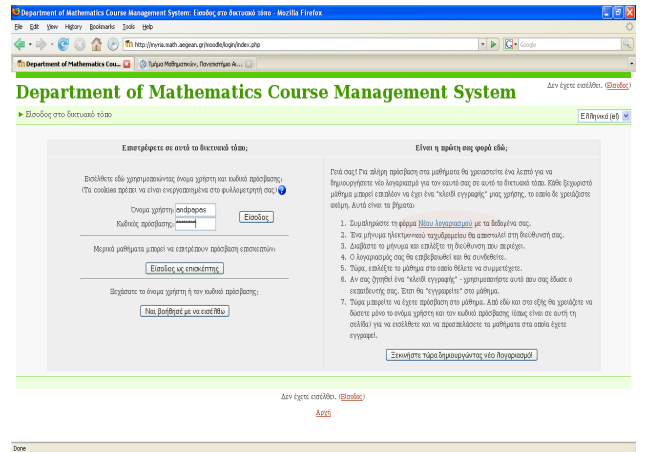 Department of Mathematics Course Management System: Είσοδος στο δικτυακό τόπο - Mozilla Firefox
File Edit View History Bookmarks Tools Help
http://myria.math.aegean.gr/moodle/login/index.php
Google
Department of Mathematics Cou...
Τμήμα Μαθηματικών, Πανεπιστήμιο Αι...
Department of Mathematics Course Management System
Δεν έχετε εισέλθει. (Είσοδος)
► Είσοδος στο δικτυακό τόπο
Ελληνικά (el)
Επιστρέφετε σε αυτό το δικτυακό τόπο;
Εισέλθετε εδώ χρησιμοποιώντας όνομα χρήστη και κωδικό πρόσβασης:
(Τα cookies πρέπει να είναι ενεργοποιημένα στο φυλλομετρητή σας)
Όνομα χρήστη: andpapas
Κωδικός πρόσβασης:
Είσοδος
Μερικά μαθήματα μπορεί να επιτρέπουν πρόσβαση επισκεπτών:
Είσοδος ως επισκέπτης
Ξεχάσατε το όνομα χρήστη ή τον κωδικό πρόσβασης;
Ναι, βοήθησέ με να εισέλθω
Είναι η πρώτη σας φορά εδώ;
Γειά σας! Για πλήρη πρόσβαση στα μαθήματα θα χρειαστείτε ένα λεπτό για να
δημιουργήσετε νέο λογαριασμό για τον εαυτό σας σε αυτό το δικτυακό τόπο. Κάθε ξεχωριστό
μάθημα μπορεί επιπλέον να έχει ένα "κλειδί εγγραφής" μιας χρήσης, το οποίο δε χρειάζεστε
ακόμη. Αυτά είναι τα βήματα:
1. Συμπληρώστε τη φόρμα Νέου λογαριασμού με τα δεδομένα σας.
2. Ένα μήνυμα ηλεκτρονικού ταχυδρομείου θα αποσταλεί στη διεύθυνσή σας.
3. Διαβάστε το μήνυμα και επιλέξτε τη διεύθυνση που περιέχει.
4. Ο λογαριασμός σας θα επιβεβαιωθεί και θα συνδεθείτε.
5. Τώρα, επιλέξτε το μάθημα στο οποίο θέλετε να συμμετέχετε.
6. Αν σας ζητηθεί ένα "κλειδί εγγραφής" - χρησιμοποιήστε αυτό που σας έδωσε ο
εκπαιδευτής σας. Έτσι θα "εγγραφείτε" στο μάθημα.
7. Τώρα μπορείτε να έχετε πρόσβαση στο μάθημα. Από εδώ και στο εξής θα χρειάζεται να
δώσετε μόνο το όνομα χρήστη και τον κωδικό πρόσβασης (όπως είναι σε αυτή τη
σελίδα) για να εισέλθετε και να προσπελάσετε τα μαθήματα στα οποία έχετε
εγγραφεί.
Ξεκινήστε τώρα δημιουργώντας νέο λογαριασμό!
Δεν έχετε εισέλθει. (Είσοδος)
Αρχή
Done